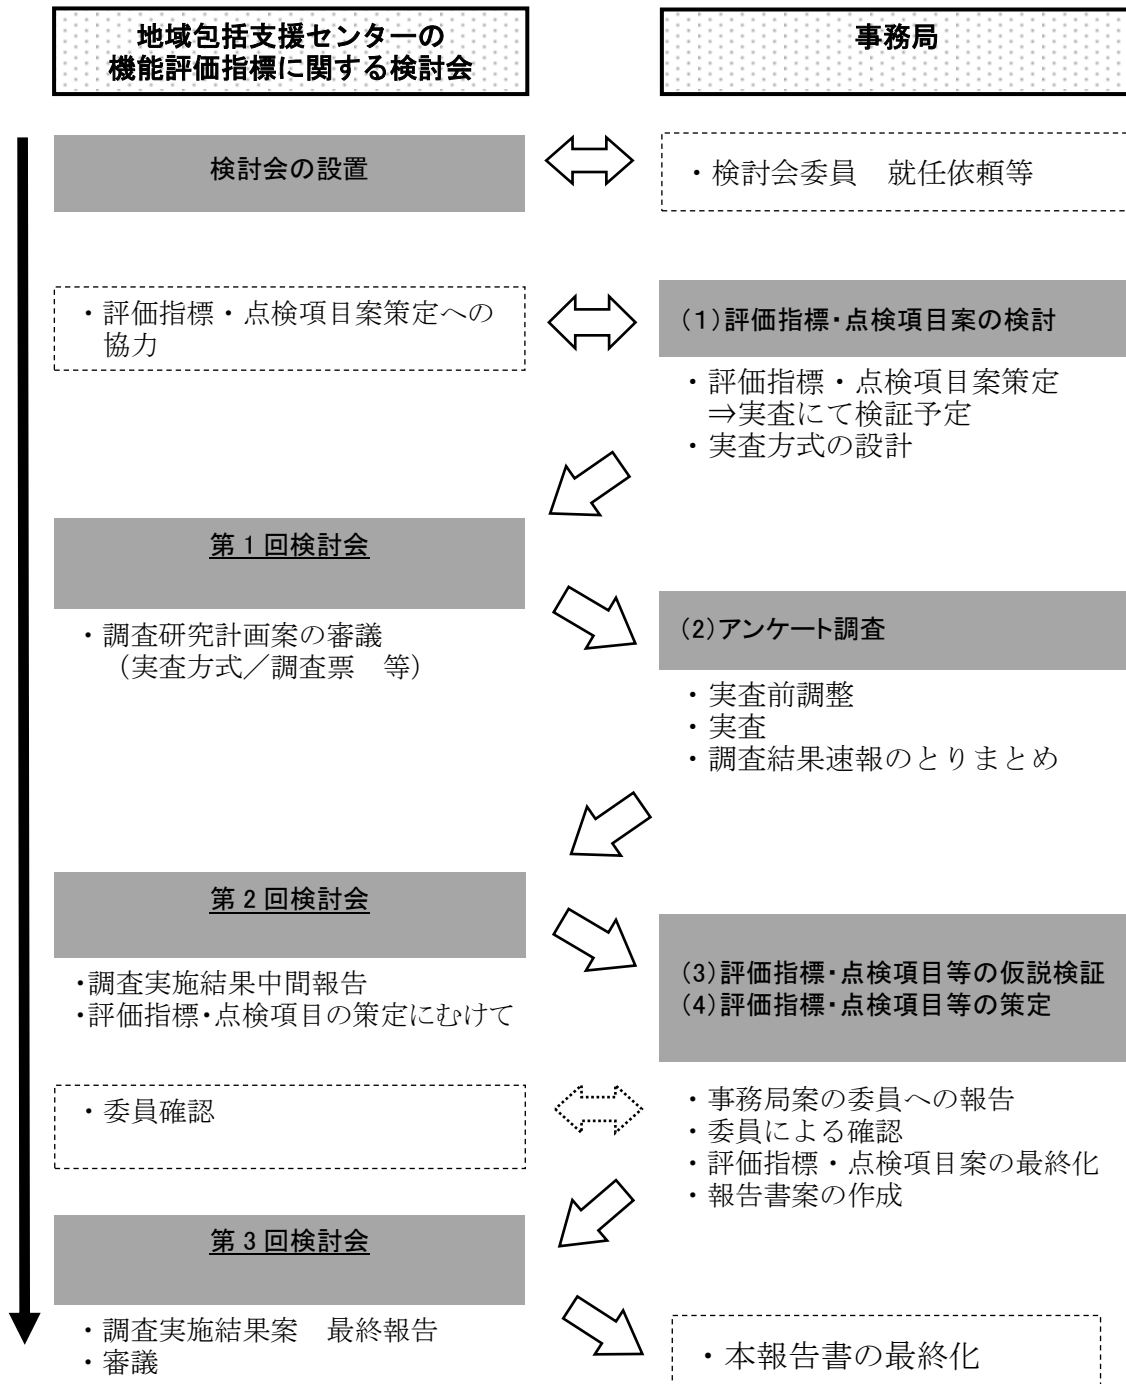 地域包括支援センターの
機能評価指標に関する検討会
事務局
検討会の設置
・検討会委員　就任依頼等
・評価指標・点検項目案策定への
協力
(1)評価指標・点検項目案の検討
・評価指標・点検項目案策定
⇒実査にて検証予定
・実査方式の設計
第1回検討会
・調査研究計画案の審議
（実査方式／調査票　等）
(2)アンケート調査
・実査前調整
・実査
・調査結果速報のとりまとめ
第2回検討会
・調査実施結果中間報告
・評価指標・点検項目の策定にむけて
(3)評価指標・点検項目等の仮説検証
(4)評価指標・点検項目等の策定
・委員確認
・事務局案の委員への報告
・委員による確認
・評価指標・点検項目案の最終化
・報告書案の作成
第3回検討会
・調査実施結果案　最終報告
・審議
・本報告書の最終化